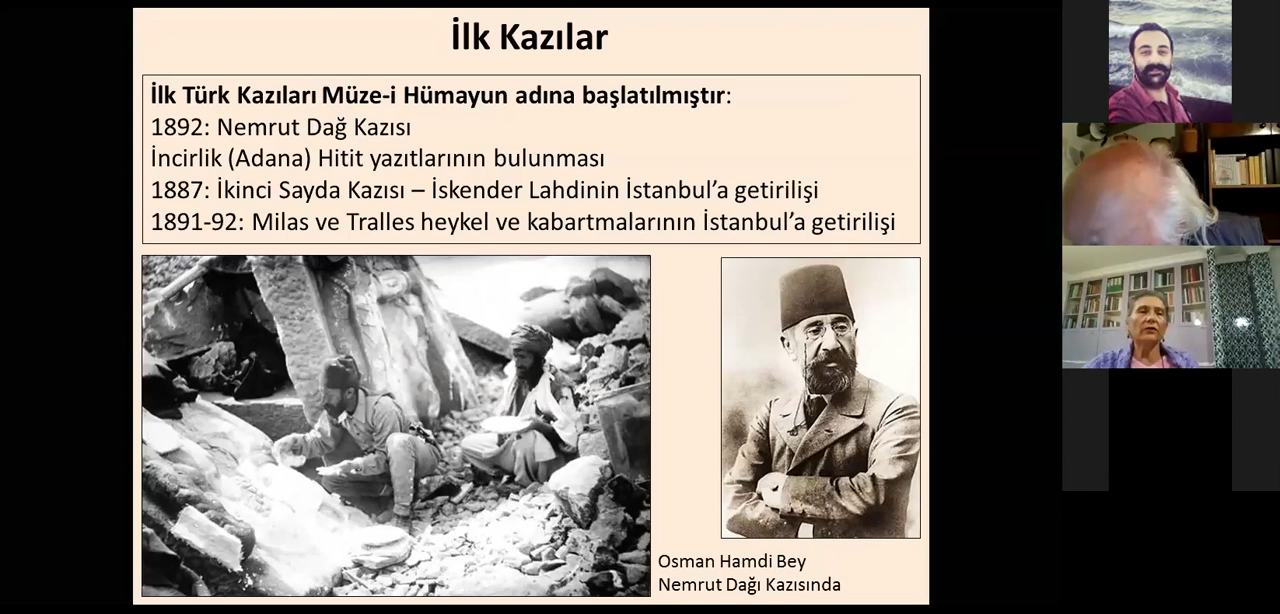 İlk Kazılar
İlk Türk Kazıları Müze-i Hümayun adına başlatılmıştır:
1892: Nemrut Dağ Kazısı
İncirlik (Adana) Hitit yazıtlarının bulunması
1887: İkinci Sayda Kazısı – İskender Lahdinin İstanbul’a getirilişi
1891-92: Milas ve Tralles heykel ve kabartmalarının İstanbul’a getirilişi
Osman Hamdi Bey
Nemrut Dağı Kazısında